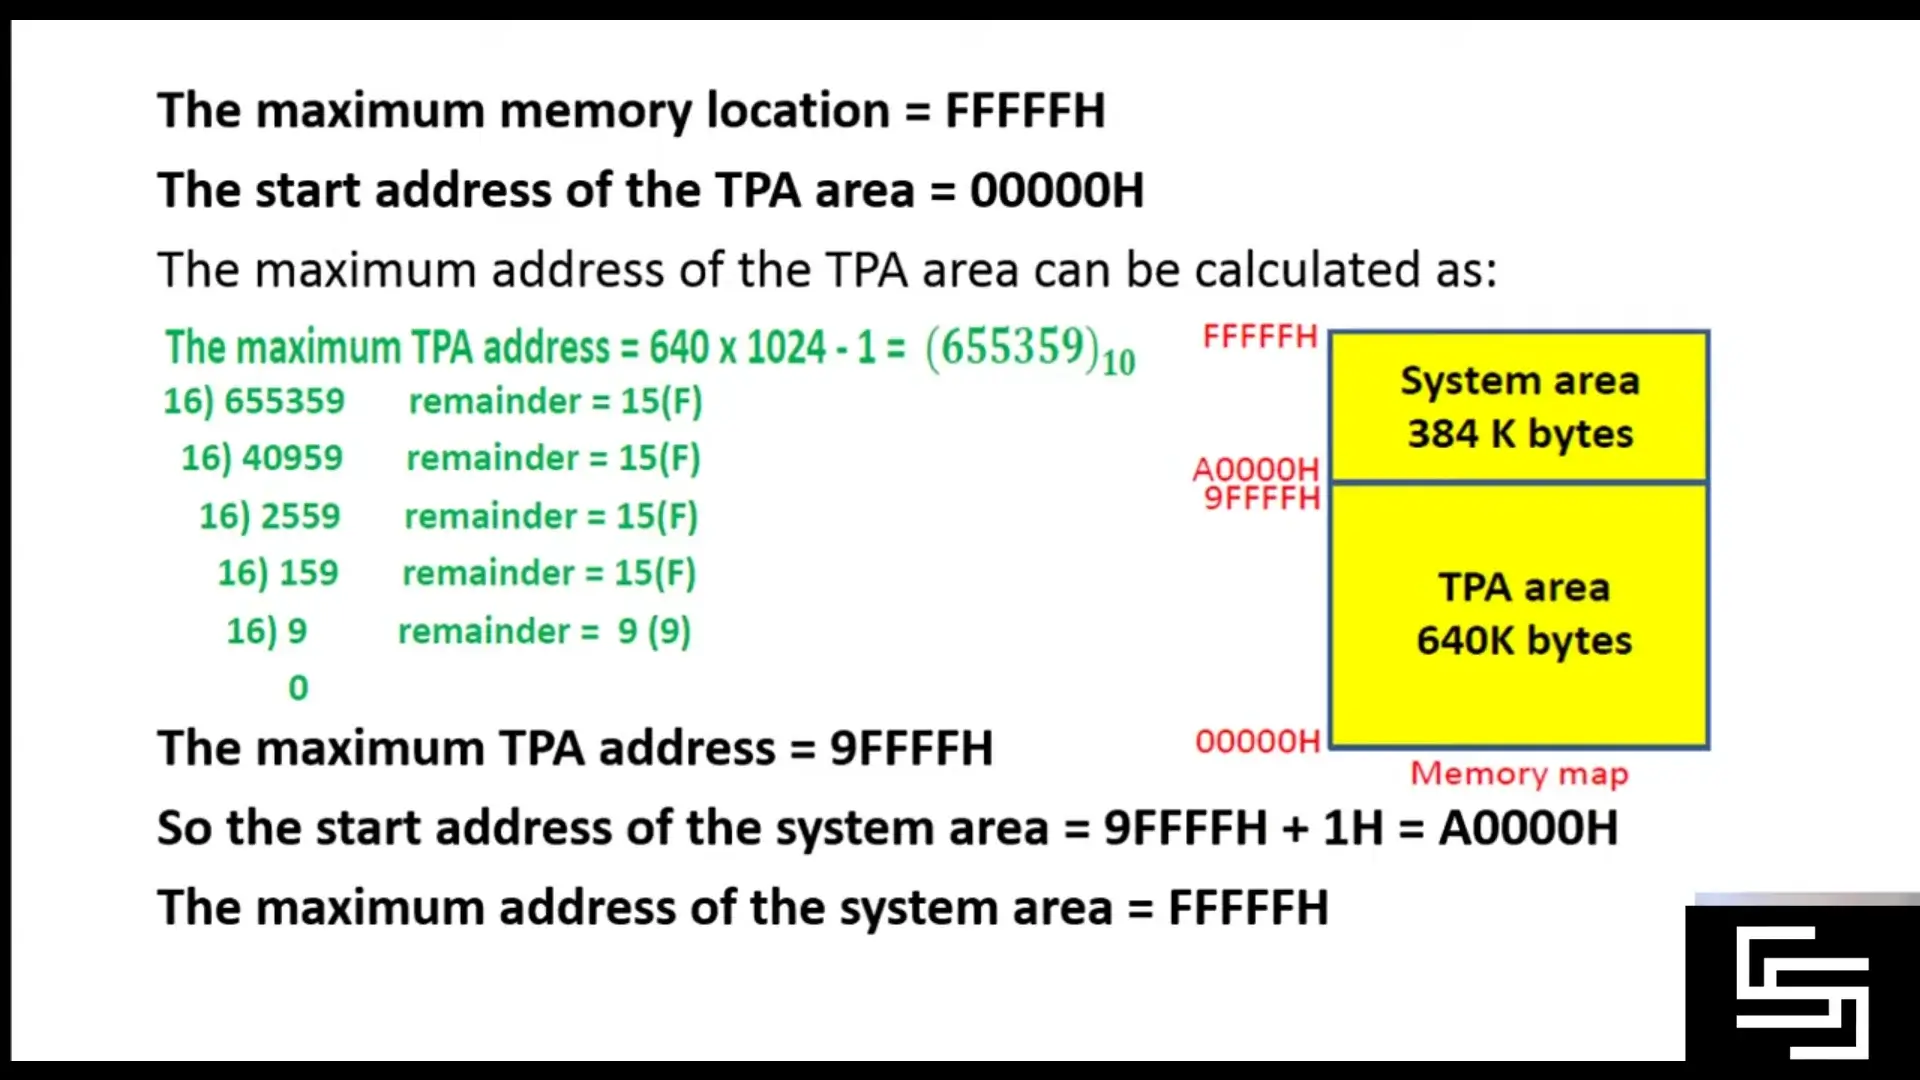 The maximum memory location = FFFFFH
The start address of the TPA area = 00000H
The maximum address of the TPA area can be calculated as:
The maximum TPA address = 640 x 1024 - 1 = (655359)₁₀
16) 655359 remainder = 15(F)
16) 40959 remainder = 15(F)
16) 2559 remainder = 15(F)
16) 159 remainder = 15(F)
16) 9 remainder = 9 (9)
0
FFFFFH
System area
384 K bytes
A0000H
9FFFFH
TPA area
640K bytes
00000H
Memory map
The maximum TPA address = 9FFFFH
So the start address of the system area = 9FFFFH + 1H = A0000H
The maximum address of the system area = FFFFFH